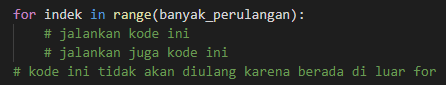 for indek in range(banyak_perulangan):
    # jalankan kode ini
    # jalankan juga kode ini
# kode ini tidak akan diulang karena berada di luar for